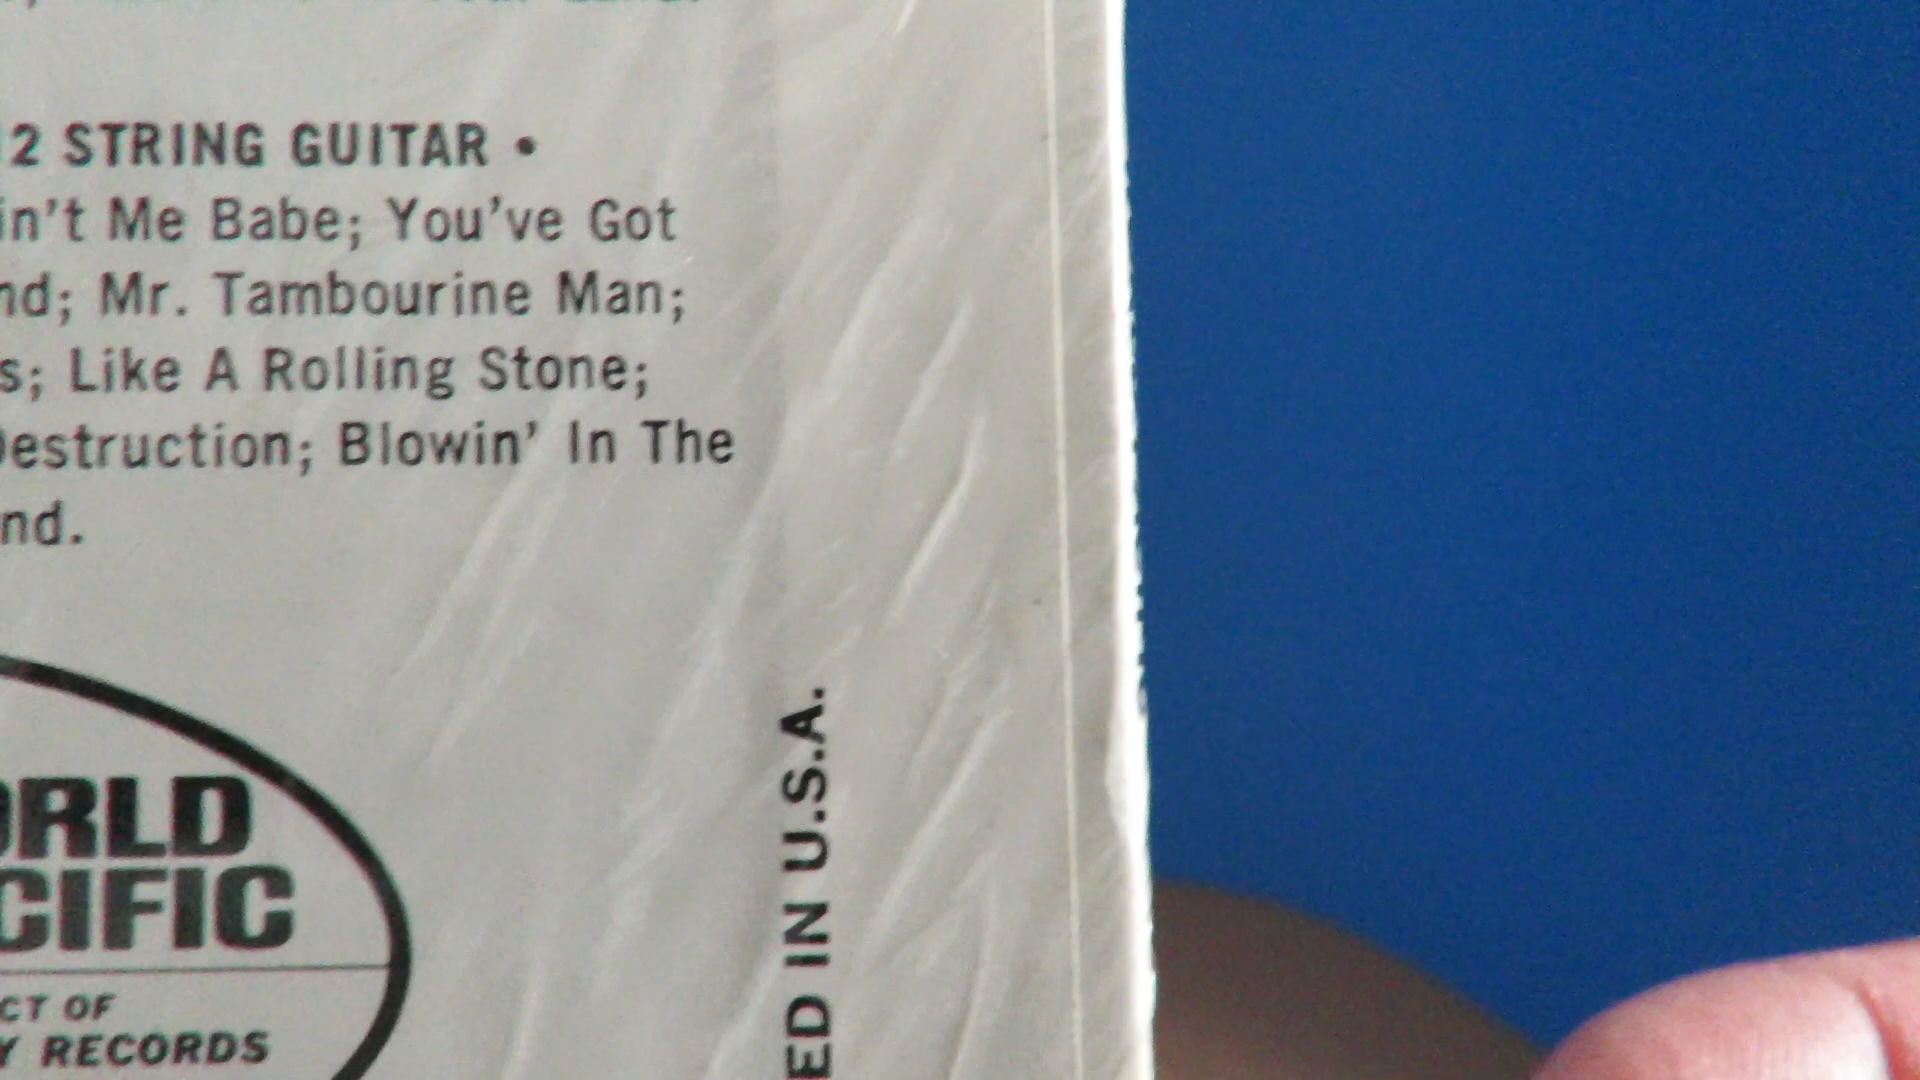 2 STRING GUITAR •
in't Me Babe; You've Got
nd; Mr. Tambourine Man;
s; Like A Rolling Stone;
Destruction; Blowin' In The
nd.
ORLD
CIFIC
CT OF
Y RECORDS
ED IN U.S.A.